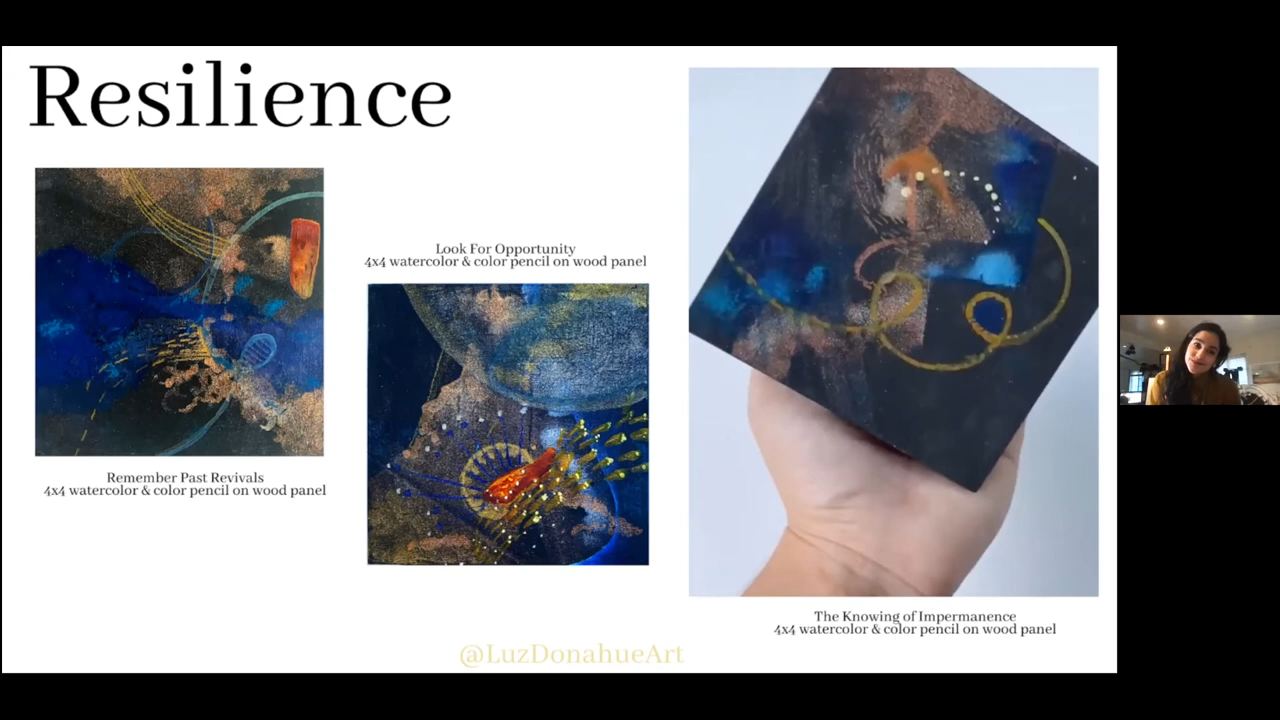 Resilience
Look For Opportunity
4x4 watercolor & color pencil on wood panel
Remember Past Revivals
4x4 watercolor & color pencil on wood panel
The Knowing of Impermanence
4x4 watercolor & color pencil on wood panel
@LuzDonahueArt